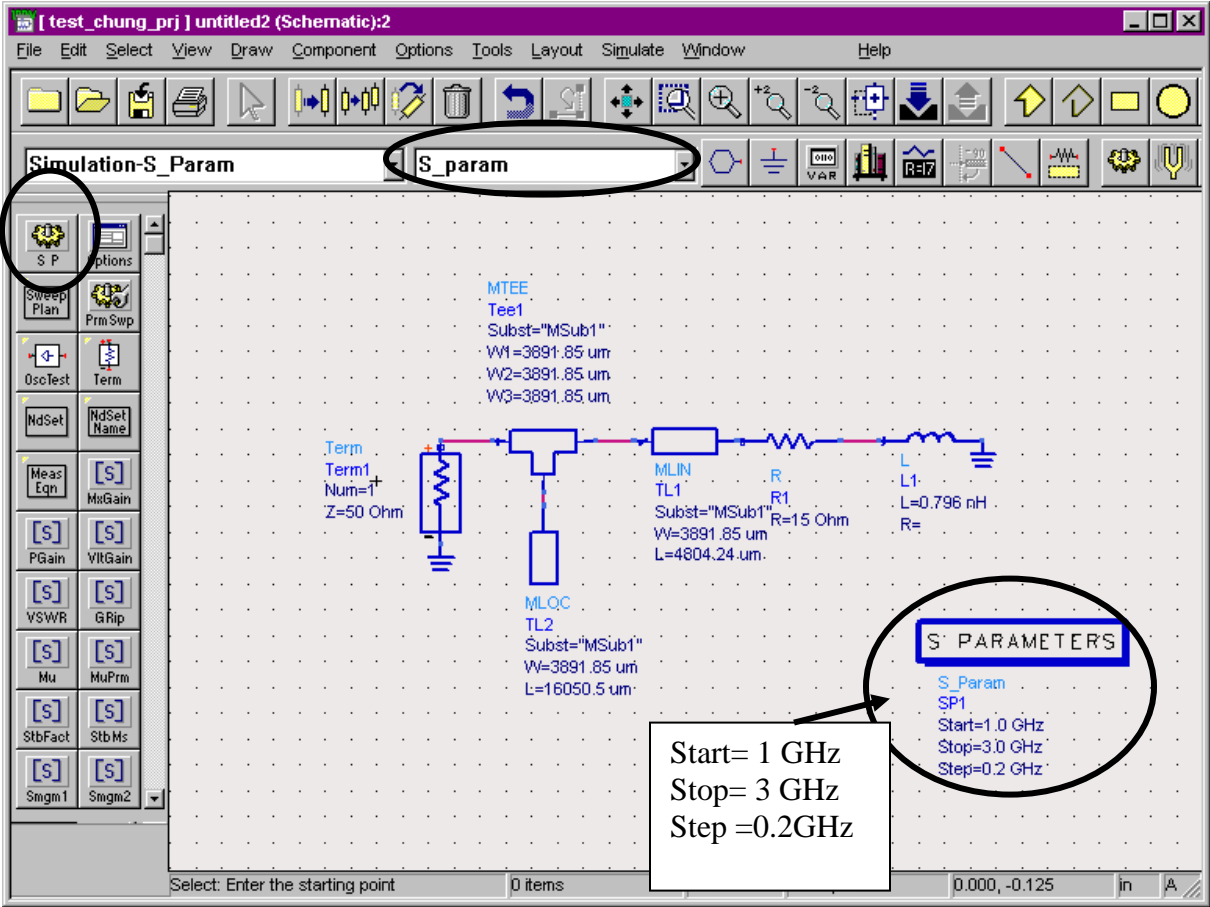 [ test_chung_prj ] untitled2 (Schematic):2
File Edit Select View Draw Component Options Tools Layout Simulate Window Help
+2 -2
Simulation-S_Param
S_param
VAR
R=17
-90
S P
Options
Sweep Plan
Prm Swp
OscTest
Term
NdSet
NdSet Name
Meas Eqn
[S]
MxGain
[S] [S]
PGain VltGain
[S] [S]
VSWR GRip
[S] [S]
Mu MuPrm
[S] [S]
StbFact StbMs
[S] [S]
Smgm1 Smgm2
MTEE
Tee1
Subst="MSub1"
W1=3891.85 um
W2=3891.85 um
W3=3891.85 um
Term
Term1
Num=1
Z=50 Ohm
+
-
MLOC
TL2
Subst="MSub1"
W=3891.85 um
L=16050.5 um
MLIN
TL1
Subst="MSub1"
W=3891.85 um
L=4804.24 um
R
R1
R=15 Ohm
L
L1
L=0.796 nH
R=
S PARAMETERS
S_Param
SP1
Start=1.0 GHz
Stop=3.0 GHz
Step=0.2 GHz
Start= 1 GHz
Stop= 3 GHz
Step =0.2GHz
Select: Enter the starting point 0 items 0.000, -0.125 in A